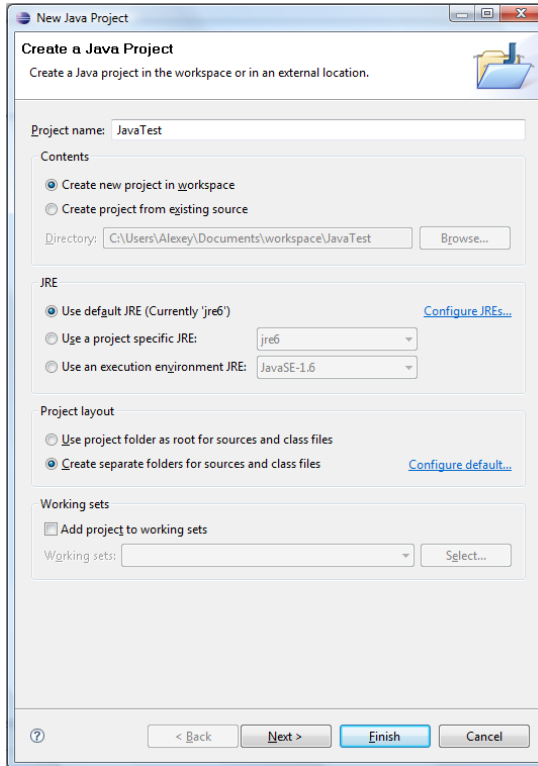 New Java Project
Create a Java Project
Create a Java project in the workspace or in an external location.
Project name: JavaTest
Contents
Create new project in workspace
Create project from existing source
Directory: C:\Users\Alexey\Documents\workspace\JavaTest Browse...
JRE
Use default JRE (Currently 'jre6') Configure JREs...
Use a project specific JRE: jre6
Use an execution environment JRE: JavaSE-1.6
Project layout
Use project folder as root for sources and class files
Create separate folders for sources and class files Configure default...
Working sets
Add project to working sets
Working sets: Select...
? < Back Next > Finish Cancel